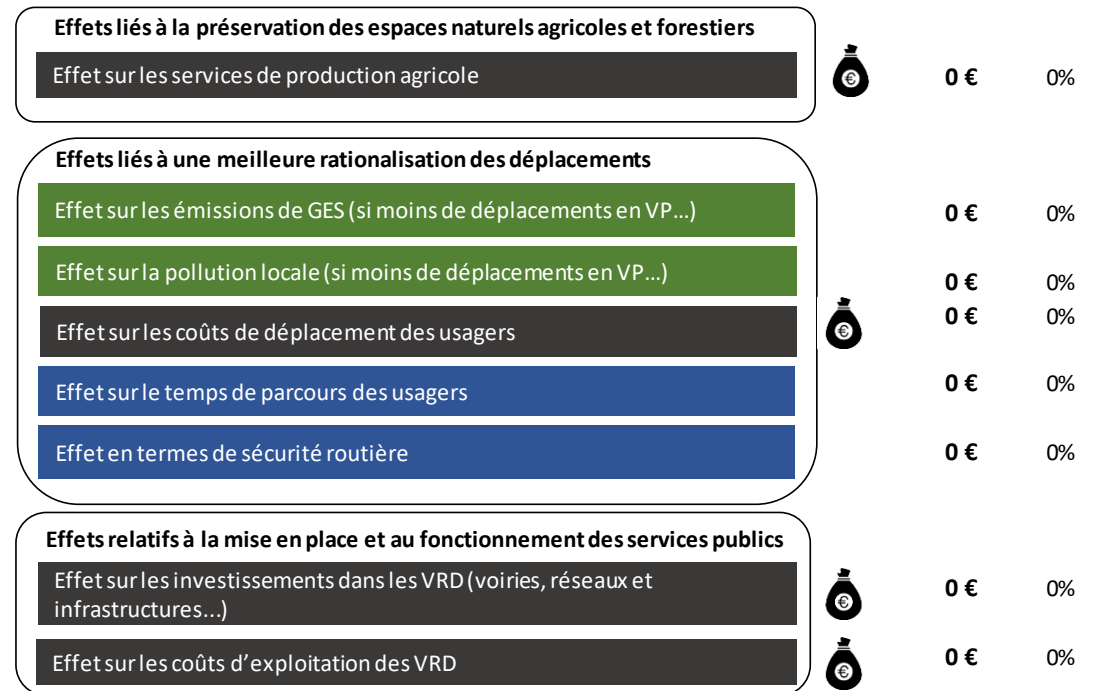 Effets liés à la préservation des espaces naturels agricoles et forestiers
Effet sur les services de production agricole
€
0 €
0%
Effets liés à une meilleure rationalisation des déplacements
Effet sur les émissions de GES (si moins de déplacements en VP...)
0 €
0%
Effet sur la pollution locale (si moins de déplacements en VP...)
0 €
0%
Effet sur les coûts de déplacement des usagers
€
0 €
0%
Effet sur le temps de parcours des usagers
0 €
0%
Effet en termes de sécurité routière
0 €
0%
Effets relatifs à la mise en place et au fonctionnement des services publics
Effet sur les investissements dans les VRD (voiries, réseaux et
infrastructures...)
€
0 €
0%
Effet sur les coûts d’exploitation des VRD
€
0 €
0%